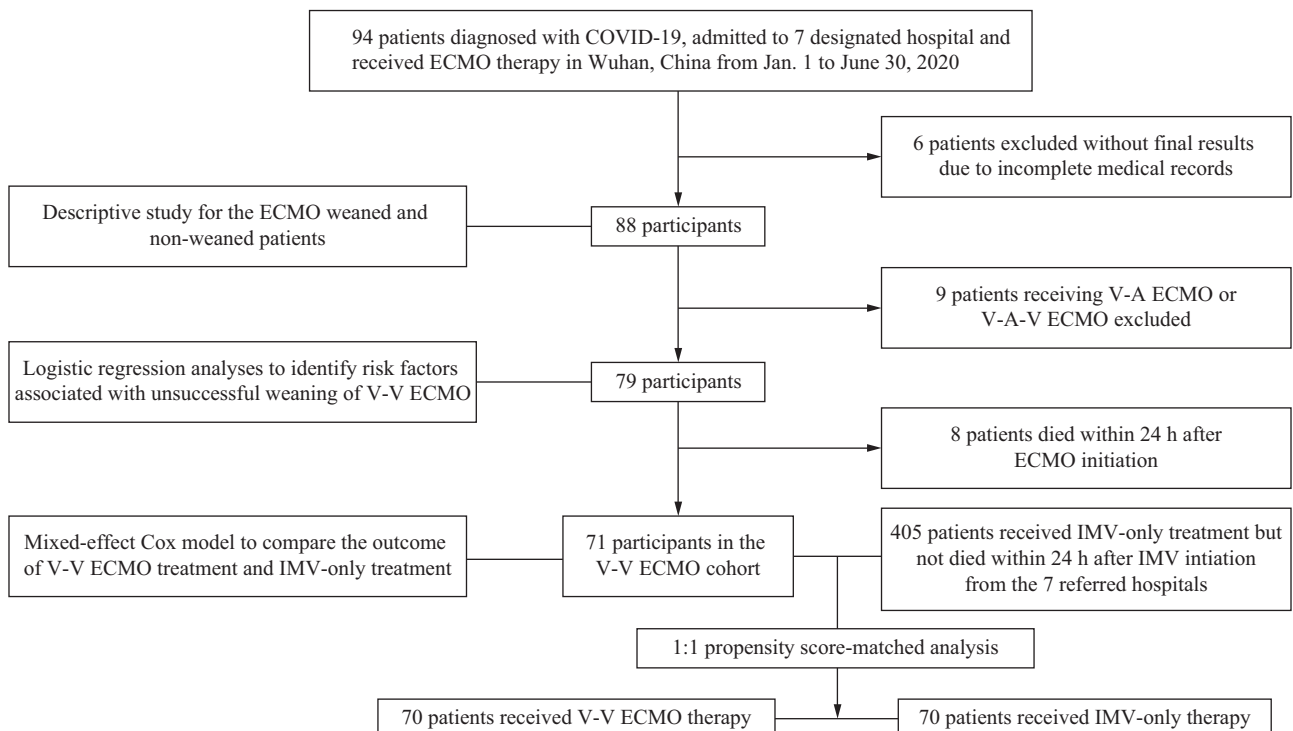 94 patients diagnosed with COVID-19, admitted to 7 designated hospital and
received ECMO therapy in Wuhan, China from Jan. 1 to June 30, 2020
6 patients excluded without final results
due to incomplete medical records
Descriptive study for the ECMO weaned and
non-weaned patients
88 participants
9 patients receiving V-A ECMO or
V-A-V ECMO excluded
Logistic regression analyses to identify risk factors
associated with unsuccessful weaning of V-V ECMO
79 participants
8 patients died within 24 h after
ECMO initiation
Mixed-effect Cox model to compare the outcome
of V-V ECMO treatment and IMV-only treatment
71 participants in the
V-V ECMO cohort
405 patients received IMV-only treatment but
not died within 24 h after IMV intiation
from the 7 referred hospitals
1:1 propensity score-matched analysis
70 patients received V-V ECMO therapy
70 patients received IMV-only therapy